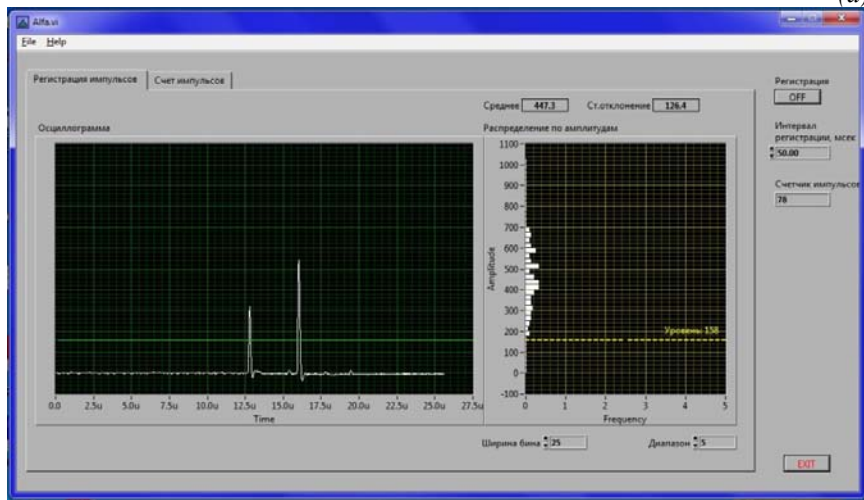 (a)
Alfa.vi
File Help
Регистрация импульсов Счет импульсов
Среднее 447.3 Ст.отклонение 126.4
Регистрация
OFF
Осциллограмма
Распределение по амплитудам
Интервал
регистрации, мсек
50.00
Счетчик импульсов
78
1100
1000
900
800
700
600
500
400
300
200
100
0
-100
Amplitude
Уровень 158
0.0 2.5u 5.0u 7.5u 10.0u 12.5u 15.0u 17.5u 20.0u 22.5u 25.0u 27.5u
Time
0 1 2 3 4 5
Frequency
Ширина бина 25 Диапазон 5
EXIT